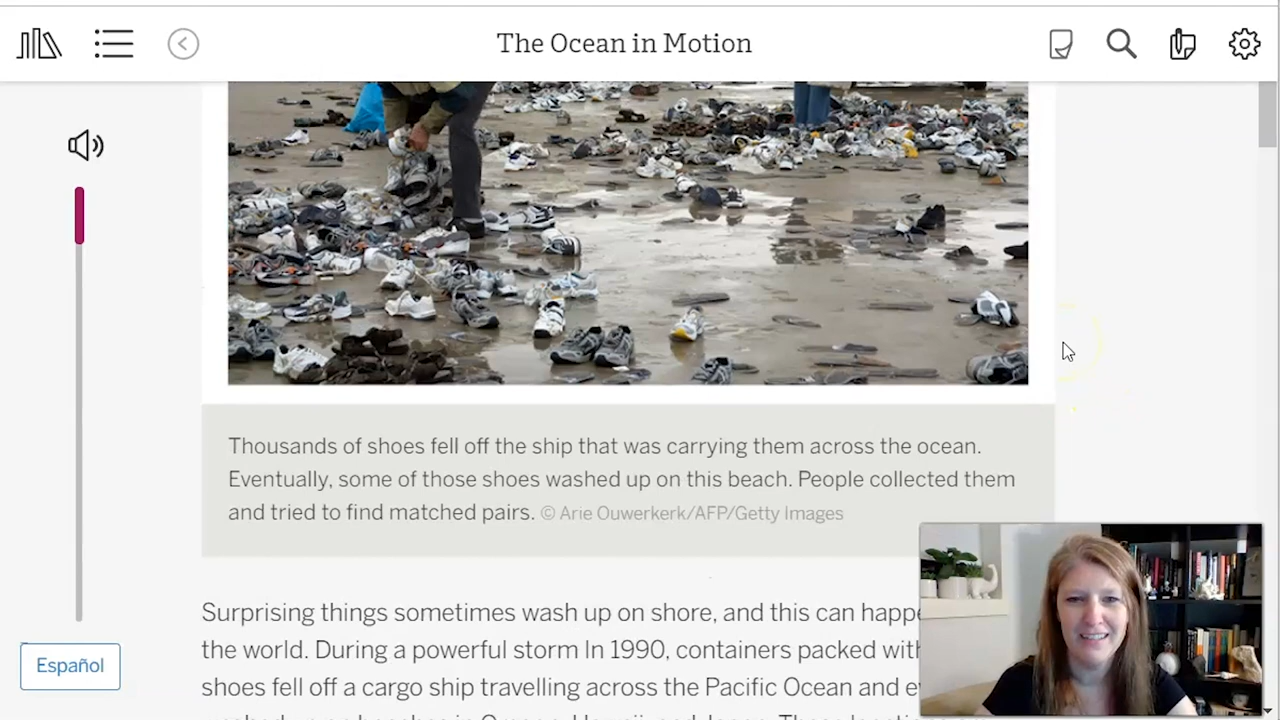 The Ocean in Motion
Thousands of shoes fell off the ship that was carrying them across the ocean.
Eventually, some of those shoes washed up on this beach. People collected them
and tried to find matched pairs. © Arie Ouwerkerk/AFP/Getty Images
Surprising things sometimes wash up on shore, and this can
the world. During a powerful storm In 1990, containers packed
shoes fell off a cargo ship travelling across the Pacific Ocean and
Español